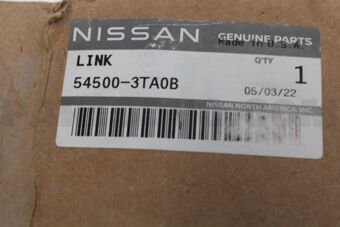 NISSAN GENUINE PARTS
Made In U.S.A.
LINK Q'TY
54500-3TA0B 1
05/03/22
NISSAN NORTH AMERICA, INC.